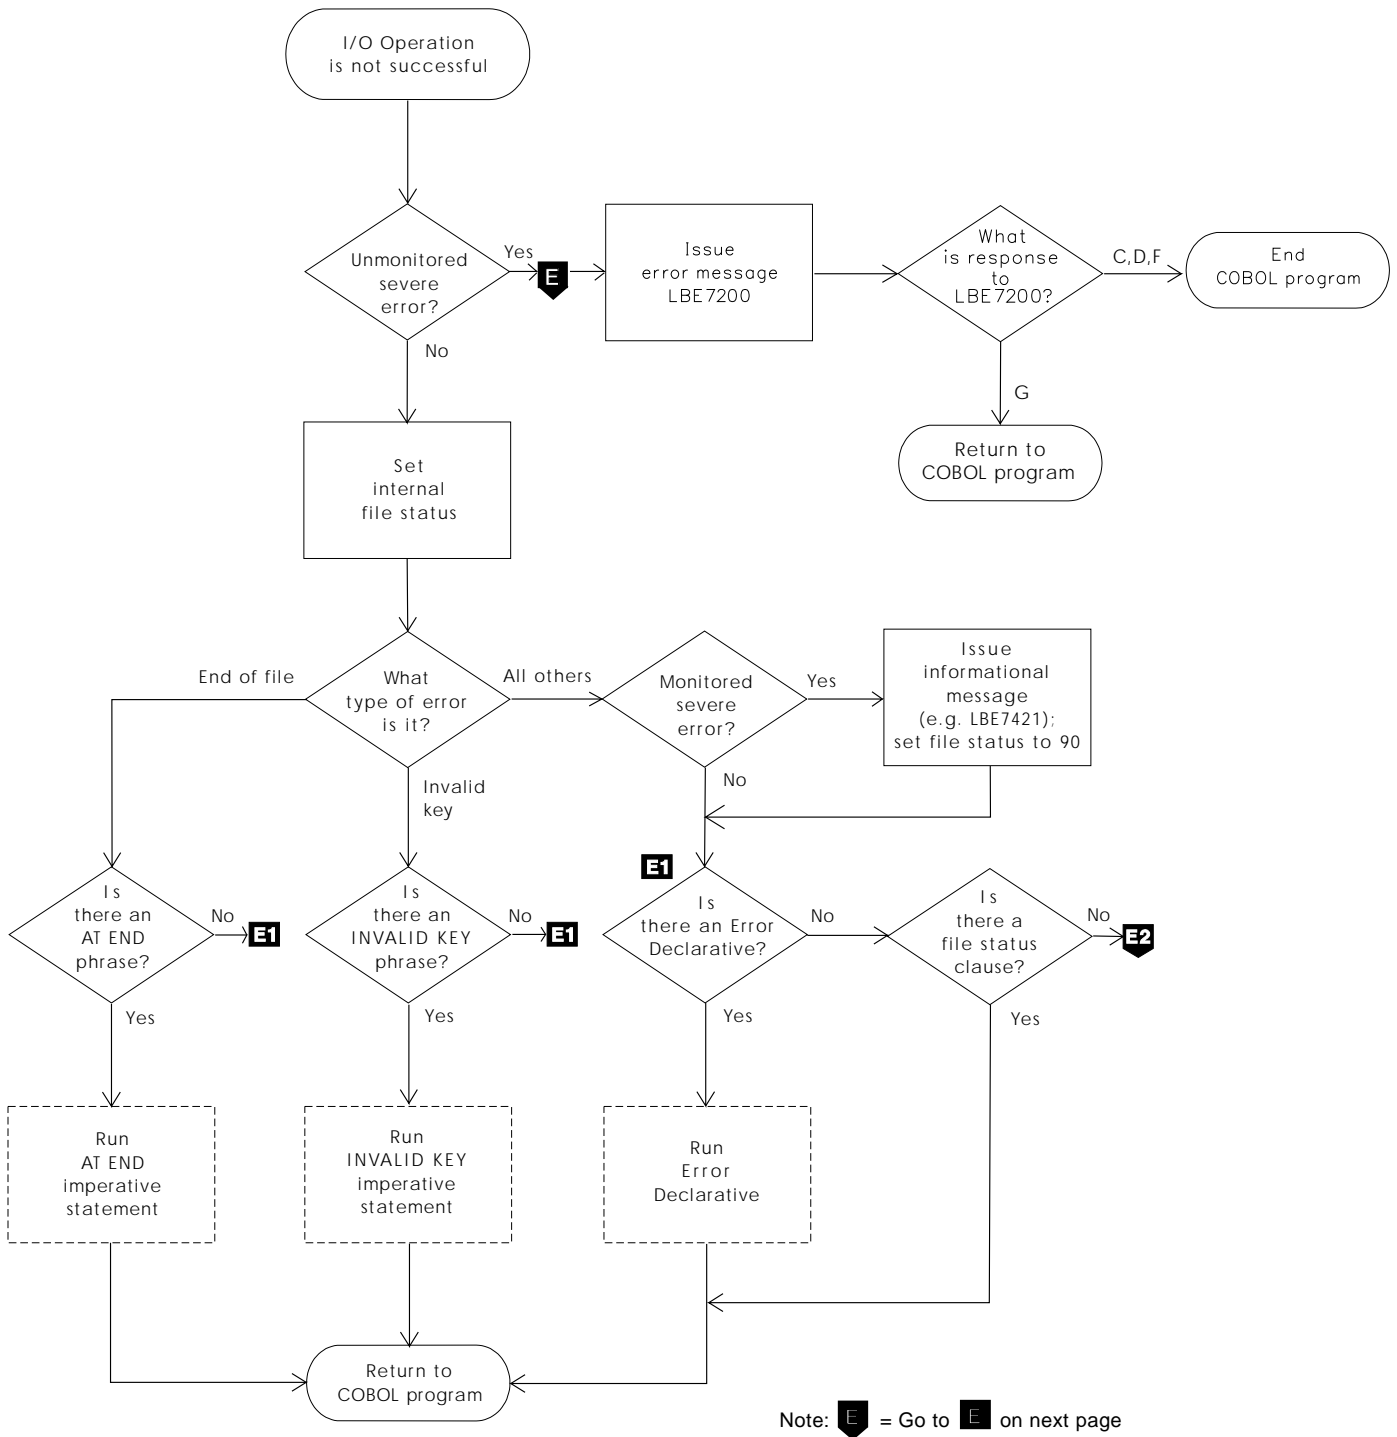 I/O Operation
is not successful
Unmonitored
severe
error?
Yes
E
Issue
error message
LBE7200
What
is response
to
LBE7200?
C,D,F
End
COBOL program
No
G
Return to
COBOL program
Set
internal
file status
End of file
What
type of error
is it?
All others
Monitored
severe
error?
Yes
Issue
informational
message
(e.g. LBE7421);
set file status to 90
Invalid
key
No
E1
Is
there an
AT END
phrase?
No
E1
Is
there an
INVALID KEY
phrase?
No
E1
Is
there an Error
Declarative?
No
Is
there a
file status
clause?
No
E2
Yes
Yes
Yes
Yes
Run
AT END
imperative
statement
Run
INVALID KEY
imperative
statement
Run
Error
Declarative
Return to
COBOL program
Note: E = Go to E on next page